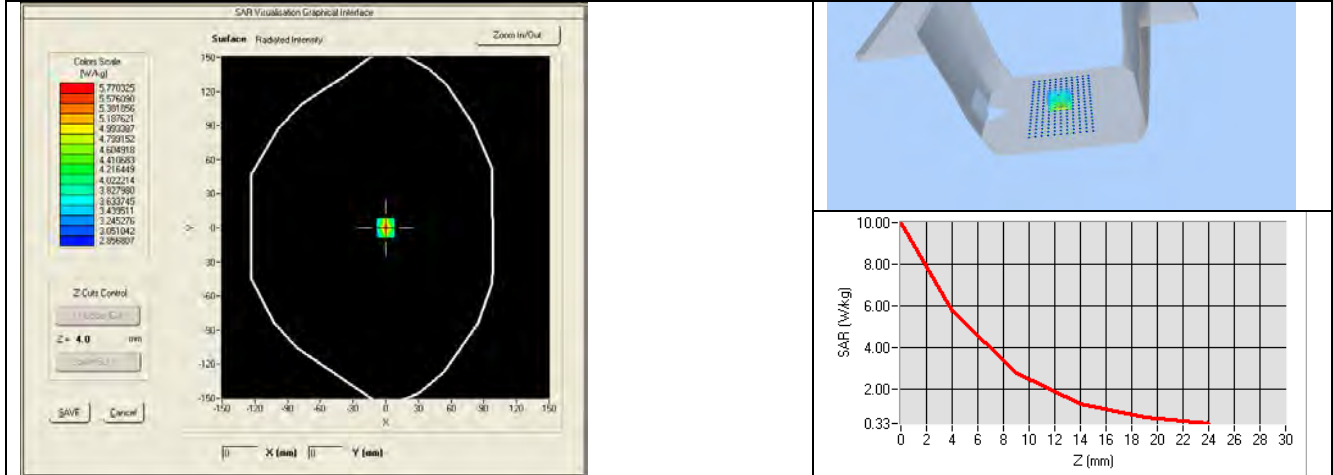 SAR Visualisation Graphical Interface
Surface Radiated Intensity
Zoom In/Out
Colors Scale
(W/kg)
5.770325
5.576090
5.381856
5.187621
4.993387
4.799152
4.604918
4.410683
4.216449
4.022214
3.827980
3.633745
3.439511
3.245276
3.051042
2.856807
150
120
90
60
30
0
-30
-60
-90
-120
-150
Y
-150 -120 -90 -60 -30 0 30 60 90 120 150
X
Z Cuts Control
Z = 4.0 mm
SAVE Cancel
0 X (mm) 0 Y (mm)
10.00
8.00
6.00
4.00
2.00
0.33
SAR (W/kg)
0 2 4 6 8 10 12 14 16 18 20 22 24 26 28 30
Z (mm)